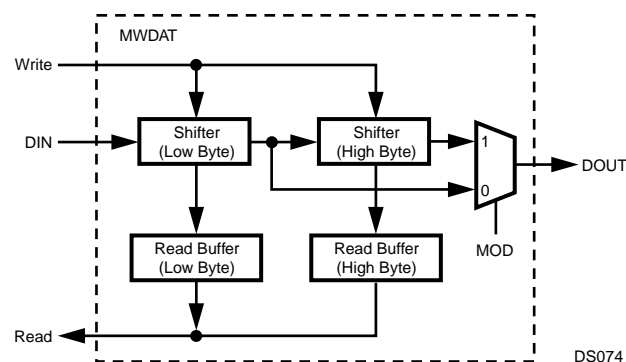 MWDAT
Write
Shifter
(Low Byte)
Shifter
(High Byte)
DIN
1
DOUT
0
Read Buffer
(Low Byte)
Read Buffer
(High Byte)
MOD
Read
DS074